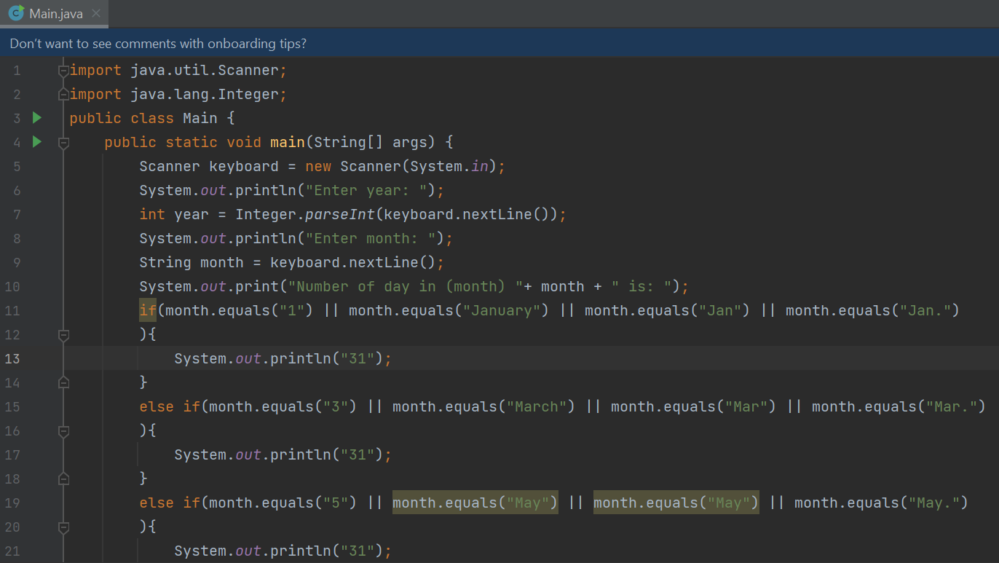 Main.java
Don't want to see comments with onboarding tips?
1 import java.util.Scanner;
2 import java.lang.Integer;
3 public class Main {
4     public static void main(String[] args) {
5         Scanner keyboard = new Scanner(System.in);
6         System.out.println("Enter year: ");
7         int year = Integer.parseInt(keyboard.nextLine());
8         System.out.println("Enter month: ");
9         String month = keyboard.nextLine();
10         System.out.print("Number of day in (month) "+ month + " is: ");
11         if(month.equals("1") || month.equals("January") || month.equals("Jan") || month.equals("Jan.")
12         ){
13             System.out.println("31");
14         }
15         else if(month.equals("3") || month.equals("March") || month.equals("Mar") || month.equals("Mar.")
16         ){
17             System.out.println("31");
18         }
19         else if(month.equals("5") || month.equals("May") || month.equals("May") || month.equals("May.")
20         ){
21             System.out.println("31");